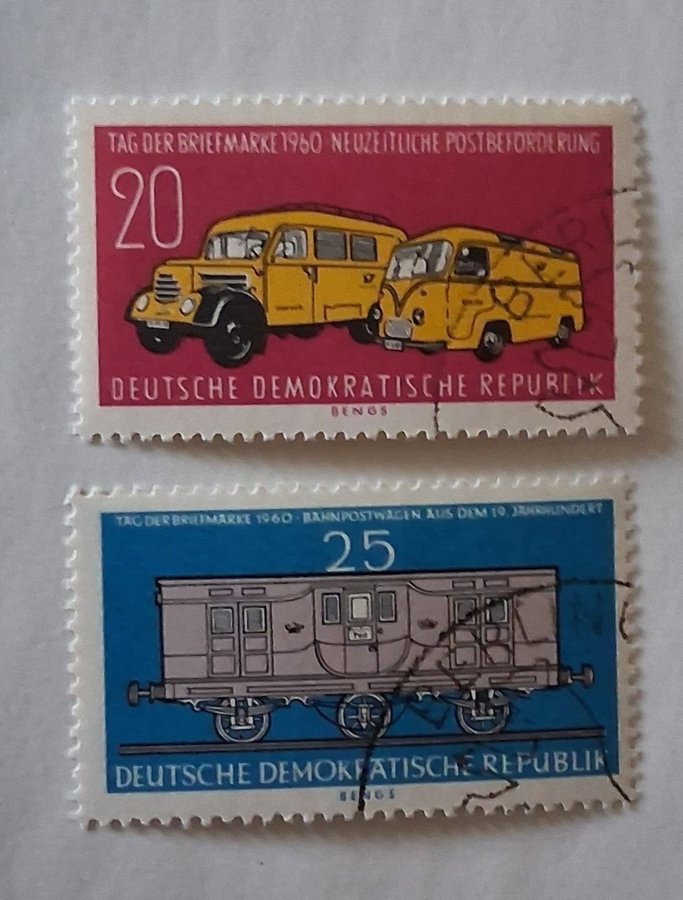 TAG DER BRIEFMARKE 1960 NEUZEITLICHE POSTBEFÖRDERUNG
20
DEUTSCHE DEMOKRATISCHE REPUBLIK
BENGS
TAG DER BRIEFMARKE 1960 · BAHNPOSTWAGEN AUS DEM 19. JAHRHUNDERT
25
Post
DEUTSCHE DEMOKRATISCHE REPUBLIK
BENGS